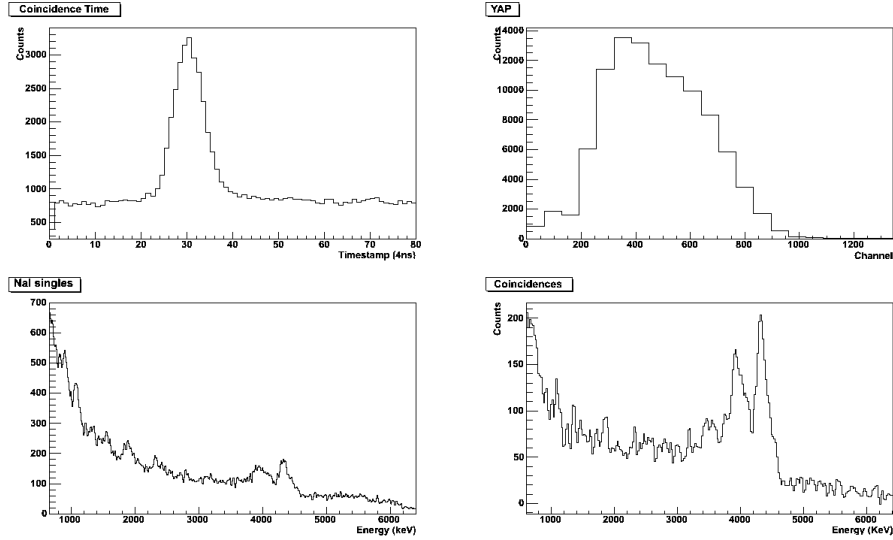 Coincidence Time
Counts
3000
2500
2000
1500
1000
500
0 10 20 30 40 50 60 70 80
Timestamp (4ns)
YAP
Counts
14000
12000
10000
8000
6000
4000
2000
0
0 200 400 600 800 1000 1200
Channel
NaI singles
700
600
500
400
300
200
100
0
1000 2000 3000 4000 5000 6000
Energy (keV)
Coincidences
Counts
200
150
100
50
0
1000 2000 3000 4000 5000 6000
Energy (KeV)